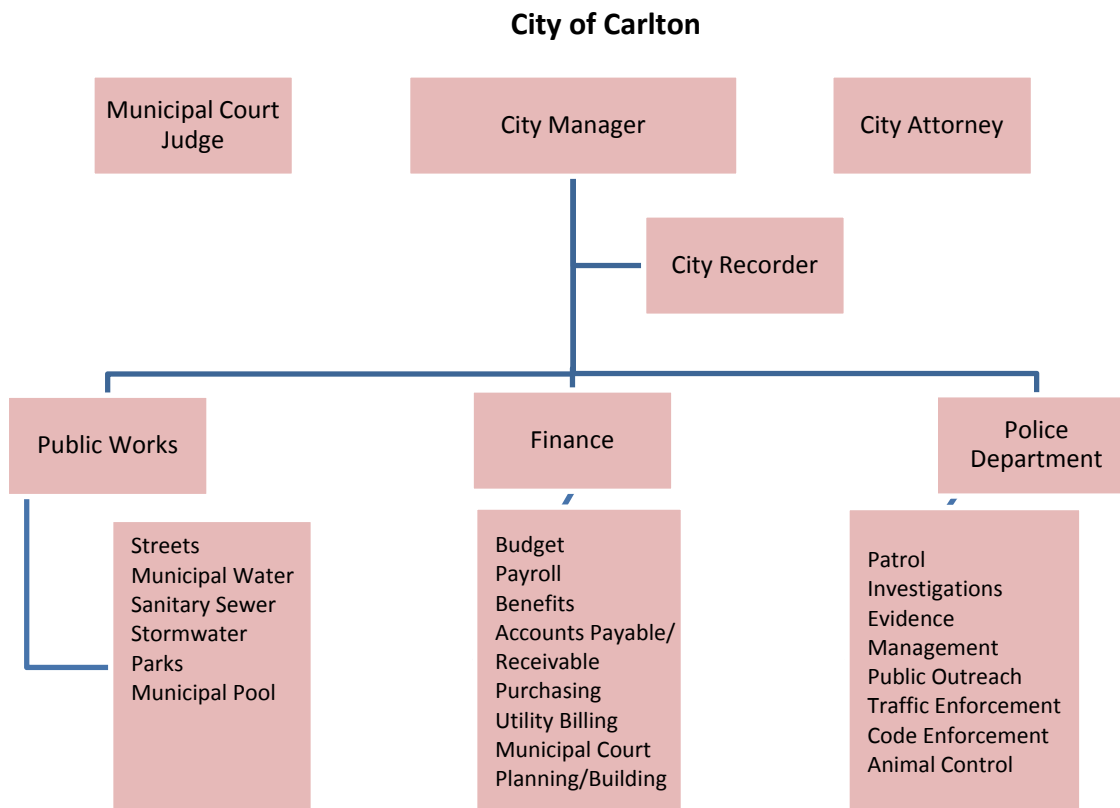 City of Carlton
Municipal Court
Judge
City Manager
City Attorney
City Recorder
Public Works
Finance
Police
Department
Streets
Municipal Water
Sanitary Sewer
Stormwater
Parks
Municipal Pool
Budget
Payroll
Benefits
Accounts Payable/
Receivable
Purchasing
Utility Billing
Municipal Court
Planning/Building
Patrol
Investigations
Evidence
Management
Public Outreach
Traffic Enforcement
Code Enforcement
Animal Control